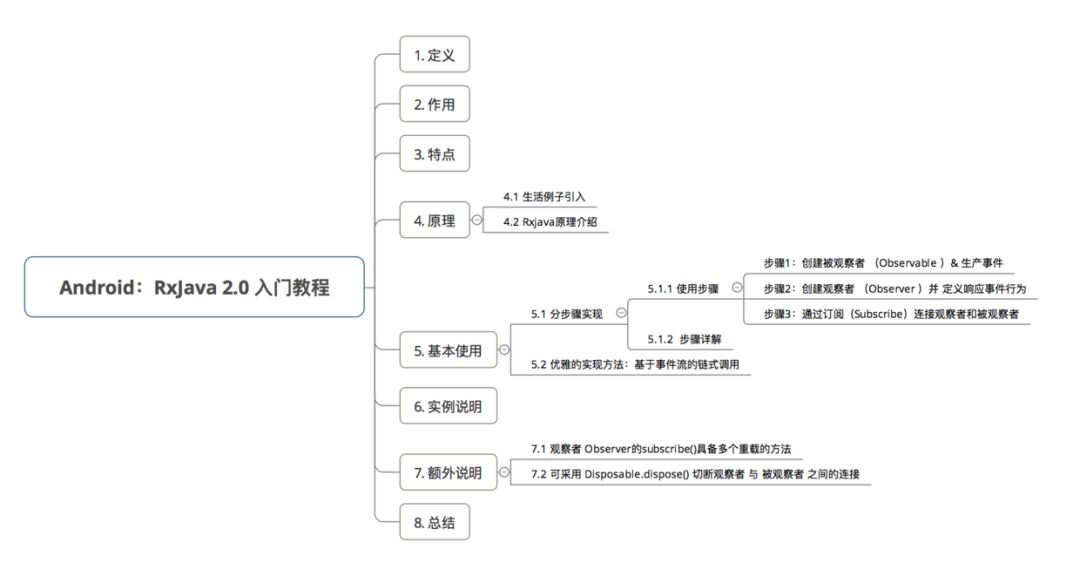 Android：RxJava 2.0 入门教程
1. 定义
2. 作用
3. 特点
4. 原理
4.1 生活例子引入
4.2 Rxjava原理介绍
5. 基本使用
5.1 分步骤实现
5.1.1 使用步骤
步骤1：创建被观察者 （Observable ）& 生产事件
步骤2：创建观察者 （Observer ）并 定义响应事件行为
步骤3：通过订阅（Subscribe）连接观察者和被观察者
5.1.2 步骤详解
5.2 优雅的实现方法：基于事件流的链式调用
6. 实例说明
7. 额外说明
7.1 观察者 Observer的subscribe()具备多个重载的方法
7.2 可采用 Disposable.dispose() 切断观察者 与 被观察者 之间的连接
8. 总结